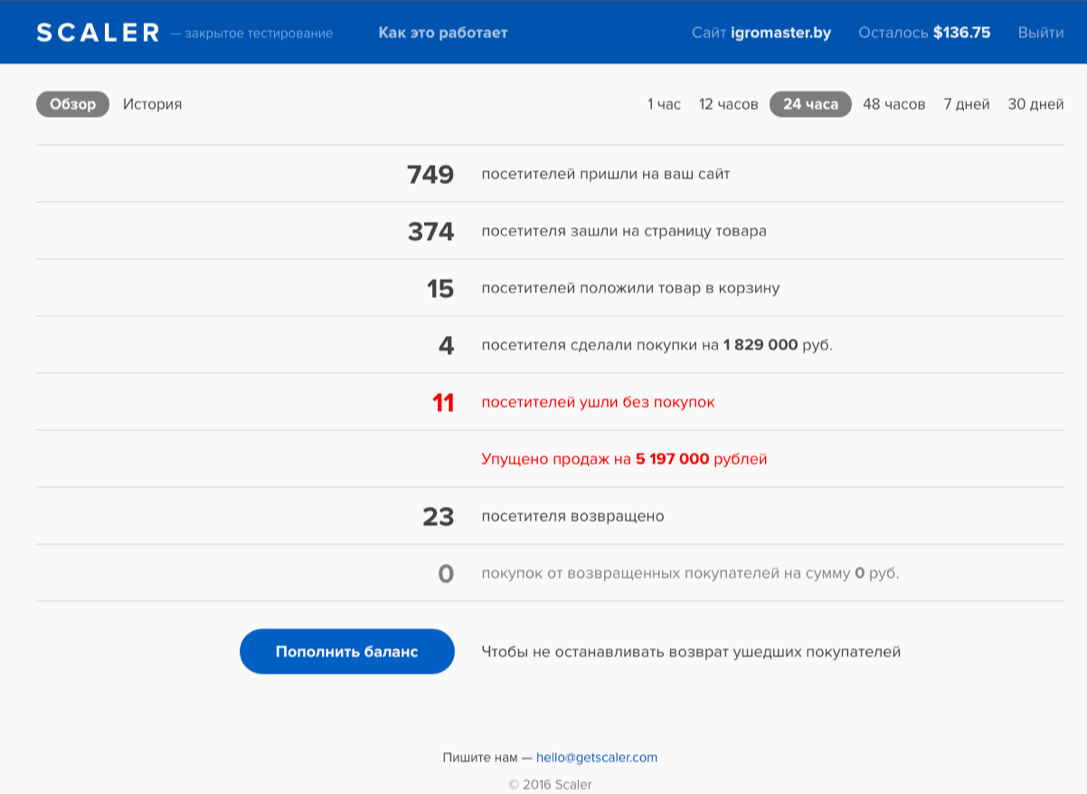 SCALER — закрытое тестирование Как это работает Сайт igromaster.by Осталось $136.75 Выйти
Обзор История 1 час 12 часов 24 часа 48 часов 7 дней 30 дней
749 посетителей пришли на ваш сайт
374 посетителя зашли на страницу товара
15 посетителей положили товар в корзину
4 посетителя сделали покупки на 1 829 000 руб.
11 посетителей ушли без покупок
Упущено продаж на 5 197 000 рублей
23 посетителя возвращено
0 покупок от возвращенных покупателей на сумму 0 руб.
Пополнить баланс Чтобы не останавливать возврат ушедших покупателей
Пишите нам — hello@getscaler.com
© 2016 Scaler